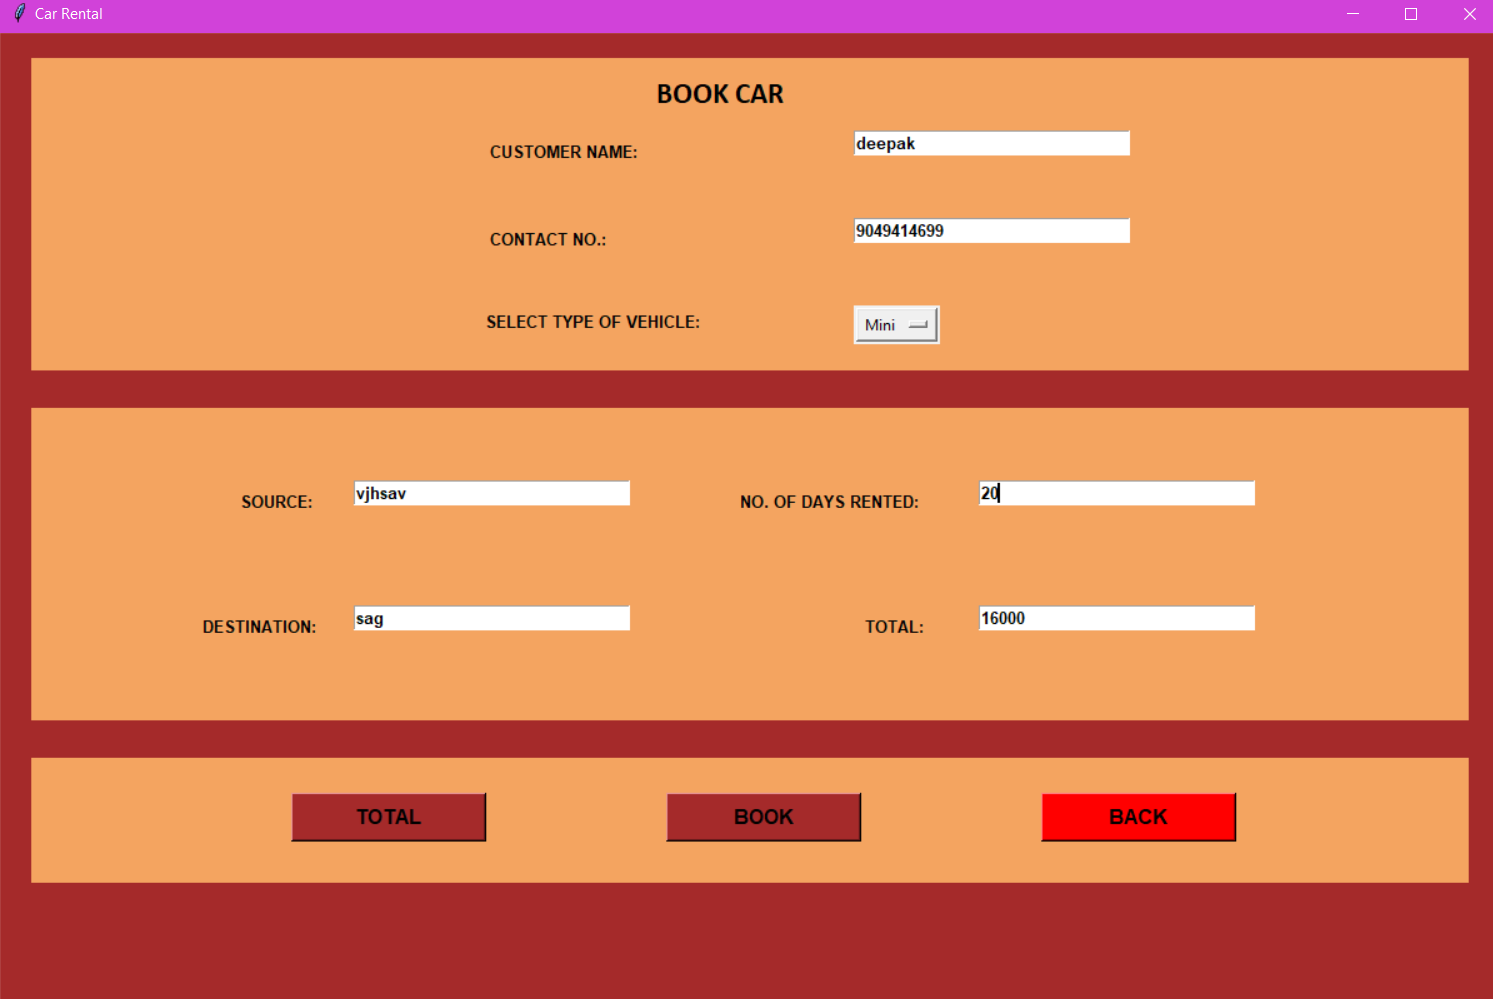 Car Rental
BOOK CAR
CUSTOMER NAME: deepak
CONTACT NO.: 9049414699
SELECT TYPE OF VEHICLE: Mini
SOURCE: vjhsav NO. OF DAYS RENTED: 20
DESTINATION: sag TOTAL: 16000
TOTAL BOOK BACK